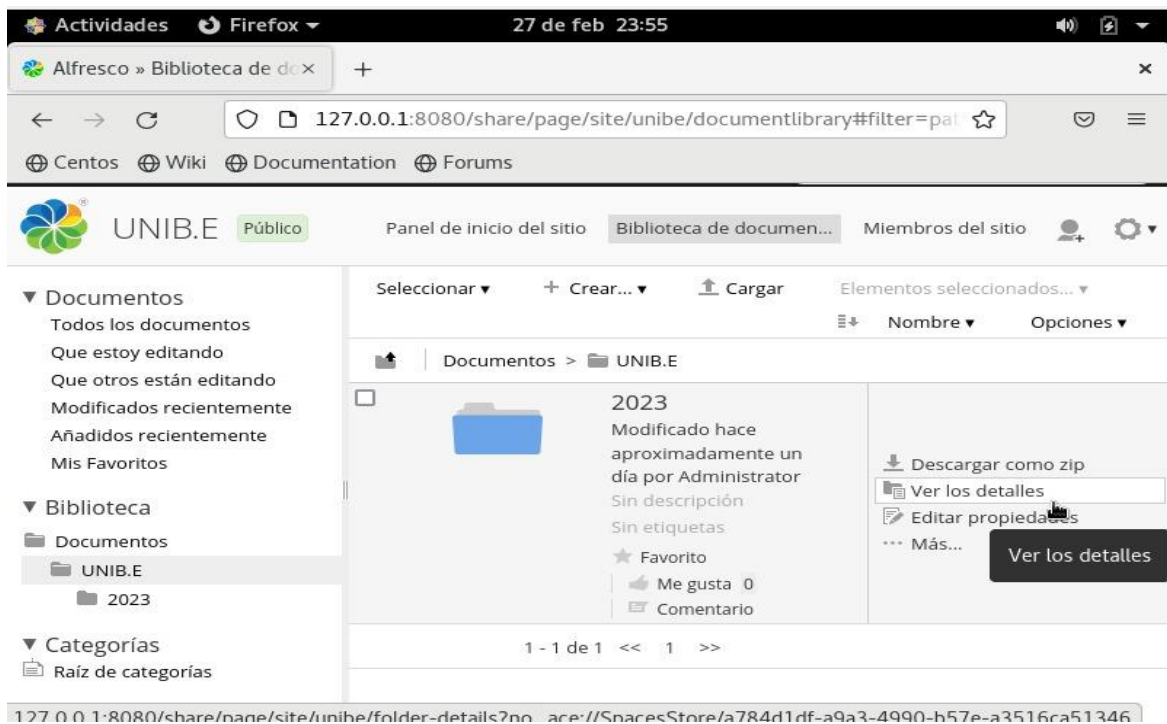 Actividades Firefox 27 de feb 23:55
Alfresco » Biblioteca de do
127.0.0.1:8080/share/page/site/unibe/documentlibrary#filter=pat
Centos Wiki Documentation Forums
UNIB.E Público Panel de inicio del sitio Biblioteca de documen... Miembros del sitio
Documentos
Todos los documentos
Que estoy editando
Que otros están editando
Modificados recientemente
Añadidos recientemente
Mis Favoritos
Biblioteca
Documentos
UNIB.E
2023
Categorías
Raíz de categorías
Seleccionar Crear... Cargar Elementos seleccionados...
Nombre Opciones
Documentos > UNIB.E
2023
Modificado hace
aproximadamente un
día por Administrator
Sin descripción
Sin etiquetas
Favorito
Me gusta 0
Comentario
Descargar como zip
Ver los detalles
Editar propiedades
Más...
Ver los detalles
1 - 1 de 1 << 1 >>
127.0.0.1:8080/share/page/site/unibe/folder-details?no...ace://SpacesStore/a784d1df-a9a3-4990-b57e-a3516ca51346